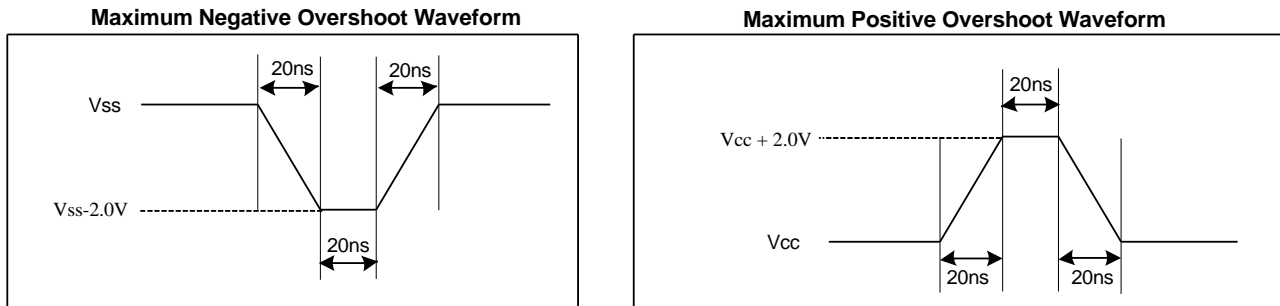 Maximum Negative Overshoot Waveform
20ns
20ns
Vss
Vss-2.0V
20ns
Maximum Positive Overshoot Waveform
20ns
Vcc + 2.0V
Vcc
20ns
20ns